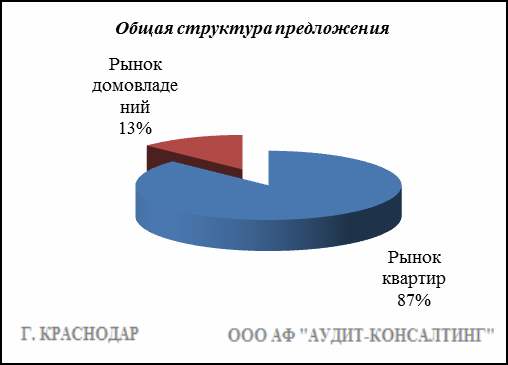 Общая структура предложения
Рынок
домовладе
ний
13%
Рынок
квартир
87%
Г. КРАСНОДАР
ООО АФ "АУДИТ-КОНСАЛТИНГ"